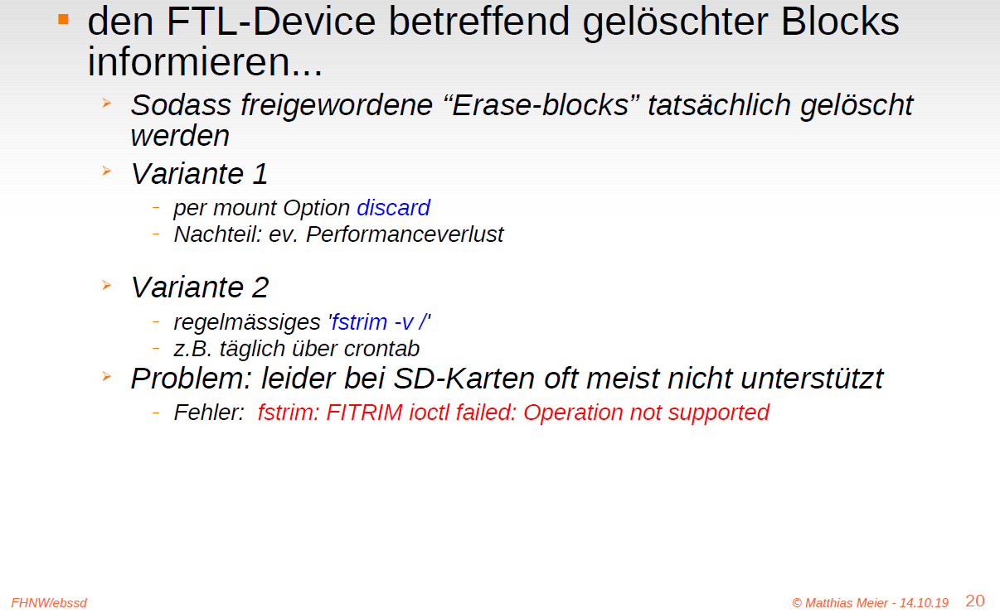 den FTL-Device betreffend gelöschter Blocks
informieren...
Sodass freigewordene “Erase-blocks” tatsächlich gelöscht
werden
Variante 1
– per mount Option discard
– Nachteil: ev. Performanceverlust
Variante 2
– regelmässiges 'fstrim -v /'
– z.B. täglich über crontab
Problem: leider bei SD-Karten oft meist nicht unterstützt
– Fehler: fstrim: FITRIM ioctl failed: Operation not supported
FHNW/ebssd
© Matthias Meier - 14.10.19 20